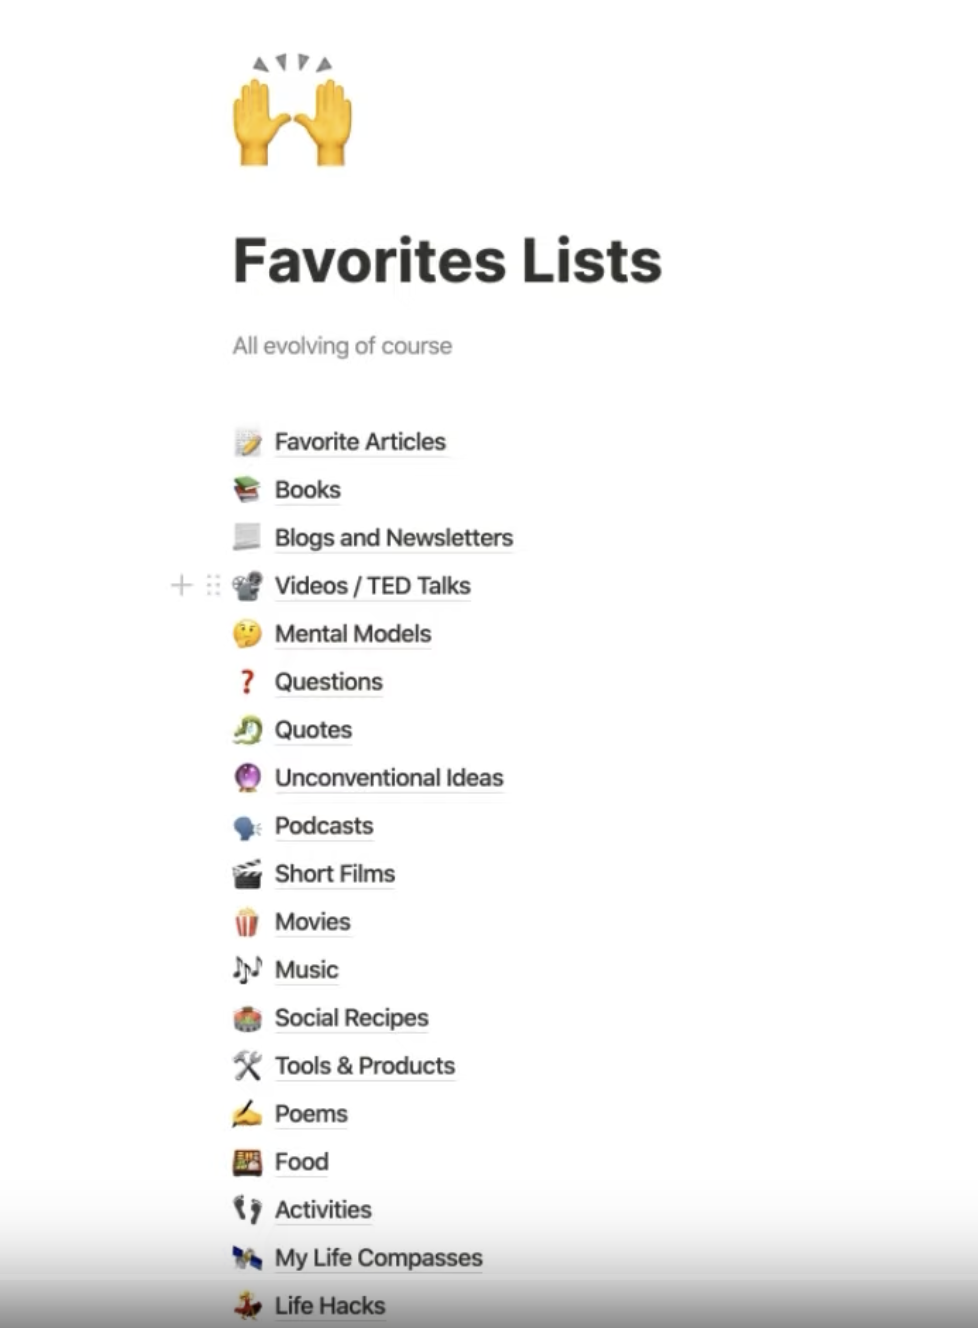 Favorites Lists
All evolving of course
Favorite Articles
Books
Blogs and Newsletters
Videos / TED Talks
Mental Models
Questions
Quotes
Unconventional Ideas
Podcasts
Short Films
Movies
Music
Social Recipes
Tools & Products
Poems
Food
Activities
My Life Compasses
Life Hacks